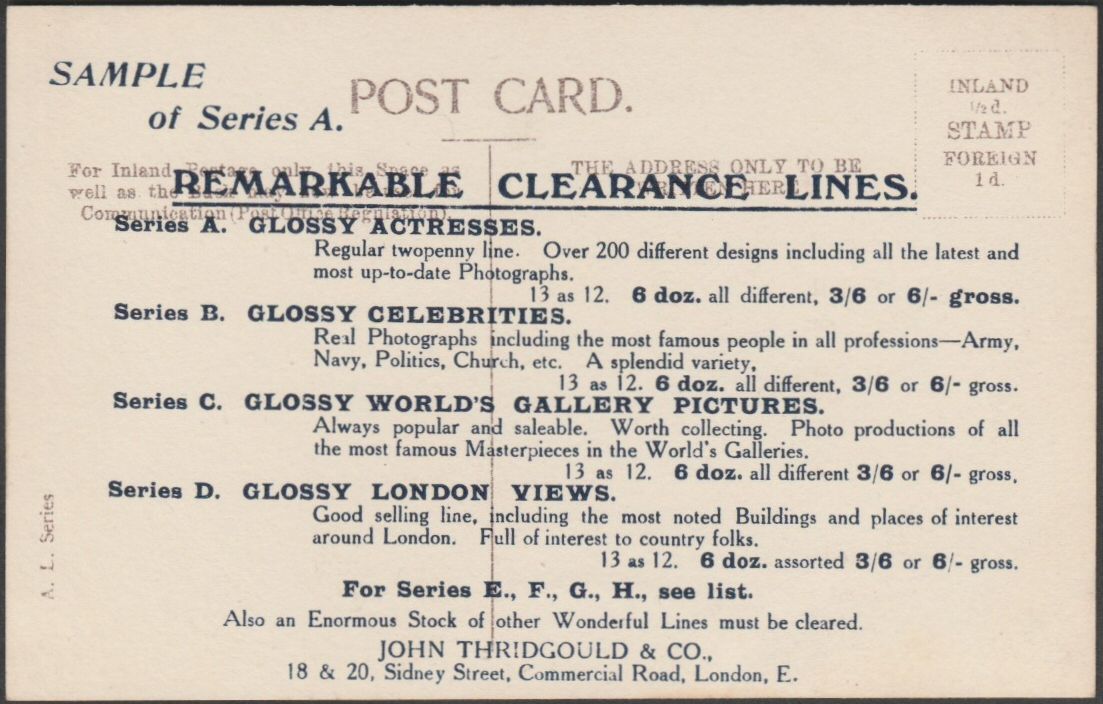 SAMPLE
of Series A.
POST CARD.
INLAND
½d.
STAMP
FOREIGN
1d.
For Inland Postage only, this Space as
well as the Back may
Communication (Post Office Regulation).
THE ADDRESS ONLY TO BE
WRITTEN HERE
REMARKABLE CLEARANCE LINES.
Series A. GLOSSY ACTRESSES.
Regular twopenny line. Over 200 different designs including all the latest and
most up-to-date Photographs.
13 as 12. 6 doz. all different, 3/6 or 6/- gross.
Series B. GLOSSY CELEBRITIES.
Real Photographs including the most famous people in all professions—Army,
Navy, Politics, Church, etc. A splendid variety,
13 as 12. 6 doz. all different, 3/6 or 6/- gross.
Series C. GLOSSY WORLD'S GALLERY PICTURES.
Always popular and saleable. Worth collecting. Photo productions of all
the most famous Masterpieces in the World's Galleries.
13 as 12. 6 doz. all different 3/6 or 6/- gross,
Series D. GLOSSY LONDON VIEWS.
Good selling line, including the most noted Buildings and places of interest
around London. Full of interest to country folks.
13 as 12. 6 doz. assorted 3/6 or 6/- gross.
For Series E., F., G., H., see list.
Also an Enormous Stock of other Wonderful Lines must be cleared.
JOHN THRIDGOULD & CO.,
18 & 20, Sidney Street, Commercial Road, London, E.
A. L. Series